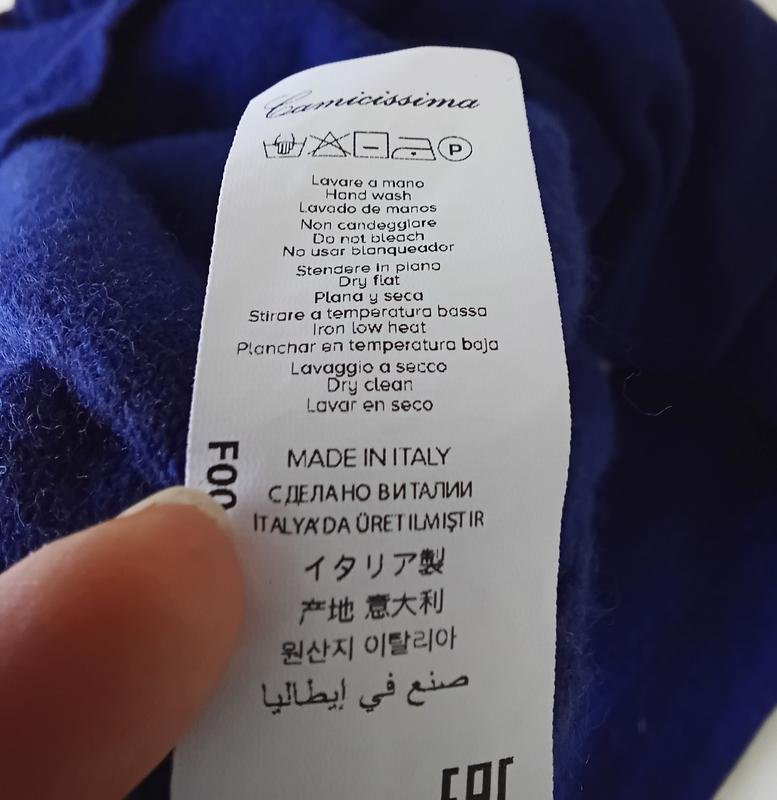 Camicissima
P
Lavare a mano
Hand wash
Lavado de manos
Non candeggiare
Do not bleach
No usar blanqueador
Stendere in piano
Dry flat
Plana y seca
Stirare a temperatura bassa
Iron low heat
Planchar en temperatura baja
Lavaggio a secco
Dry clean
Lavar en seco
MADE IN ITALY
СДЕЛАНО В ИТАЛИИ
İTALYA'DA ÜRETILMIŞTIR
イタリア製
产地 意大利
원산지 이탈리아
صنع في إيطاليا
EAC